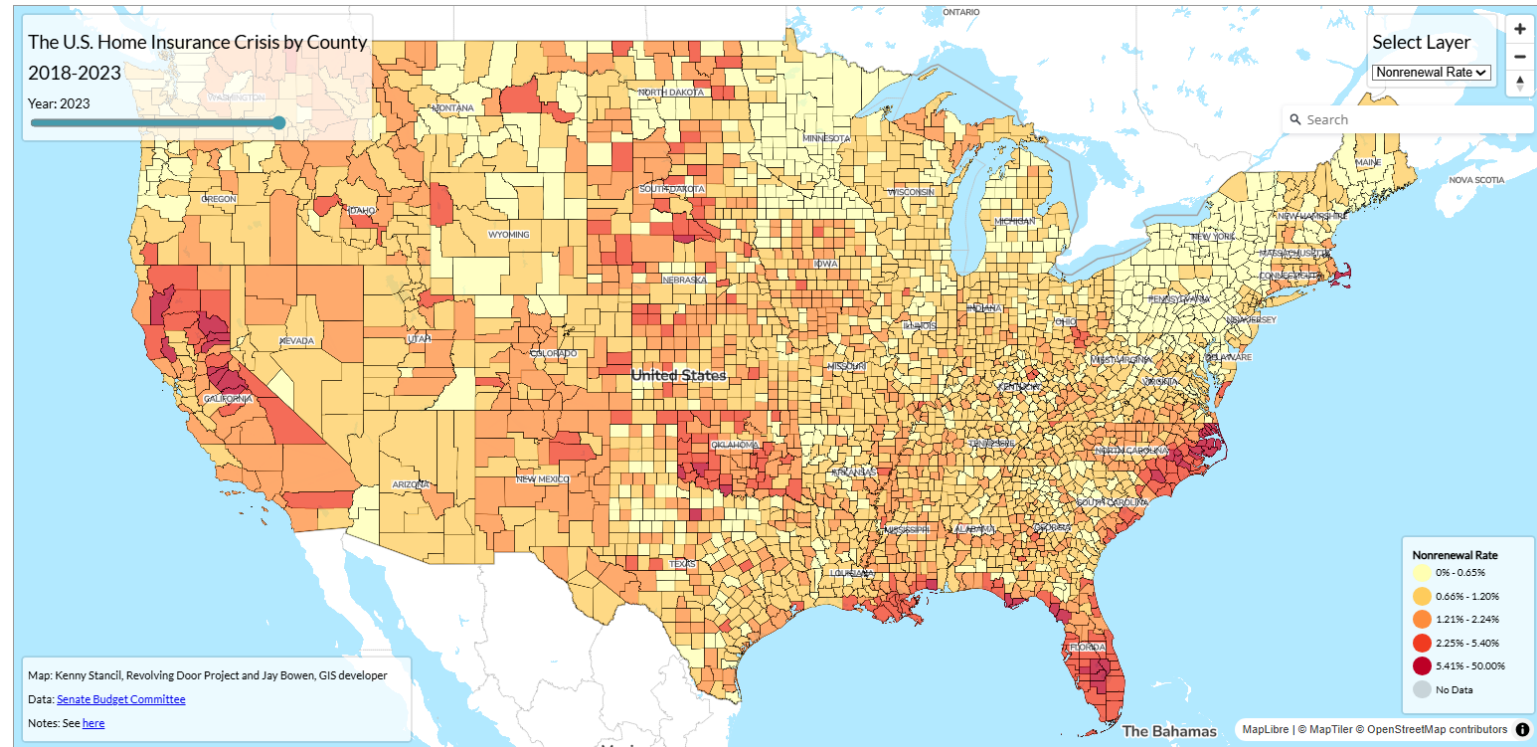 The U.S. Home Insurance Crisis by County
2018-2023
Year: 2023
Select Layer
Nonrenewal Rate
+
−
Search
ONTARIO
NOVA SCOTIA
WASHINGTON
MONTANA
NORTH DAKOTA
MINNESOTA
MAINE
OREGON
IDAHO
SOUTH DAKOTA
WISCONSIN
MICHIGAN
NEW HAMPSHIRE
NEW YORK
WYOMING
MASSACHUSETTS
CONNECTICUT
IOWA
NEBRASKA
PENNSYLVANIA
INDIANA
OHIO
ILLINOIS
NEW JERSEY
NEVADA
UTAH
COLORADO
DELAWARE
WEST VIRGINIA
MISSOURI
United States
KENTUCKY
VIRGINIA
CALIFORNIA
OKLAHOMA
TENNESSEE
NORTH CAROLINA
ARKANSAS
ARIZONA
NEW MEXICO
SOUTH CAROLINA
MISSISSIPPI
ALABAMA
GEORGIA
TEXAS
LOUISIANA
FLORIDA
The Bahamas
Nonrenewal Rate
0% - 0.65%
0.66% - 1.20%
1.21% - 2.24%
2.25% - 5.40%
5.41% - 50.00%
No Data
Map: Kenny Stancil, Revolving Door Project and Jay Bowen, GIS developer
Data: Senate Budget Committee
Notes: See here
MapLibre | © MapTiler © OpenStreetMap contributors